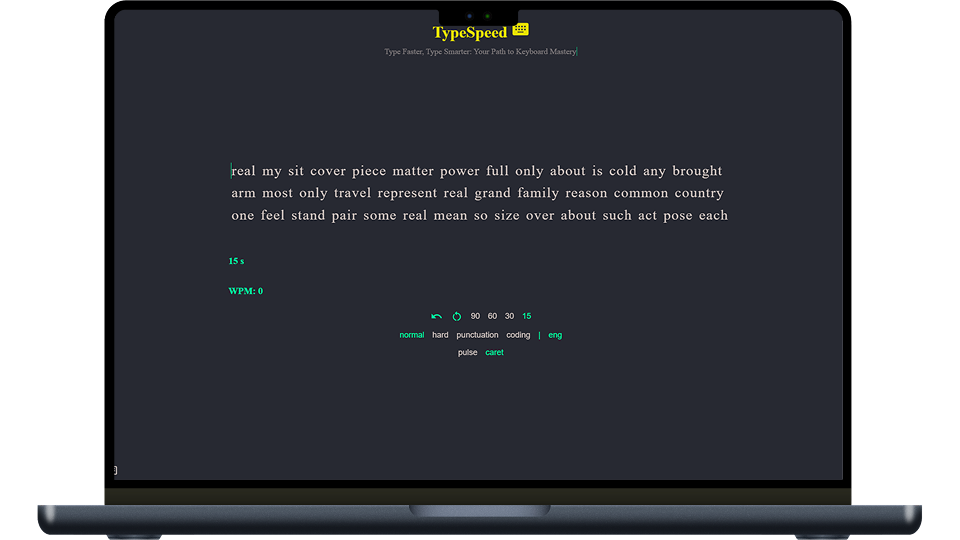 TypeSpeed
Type Faster, Type Smarter: Your Path to Keyboard Mastery
real my sit cover piece matter power full only about is cold any brought
arm most only travel represent real grand family reason common country
one feel stand pair some real mean so size over about such act pose each
15 s
WPM: 0
90 60 30 15
normal hard punctuation coding | eng
pulse caret